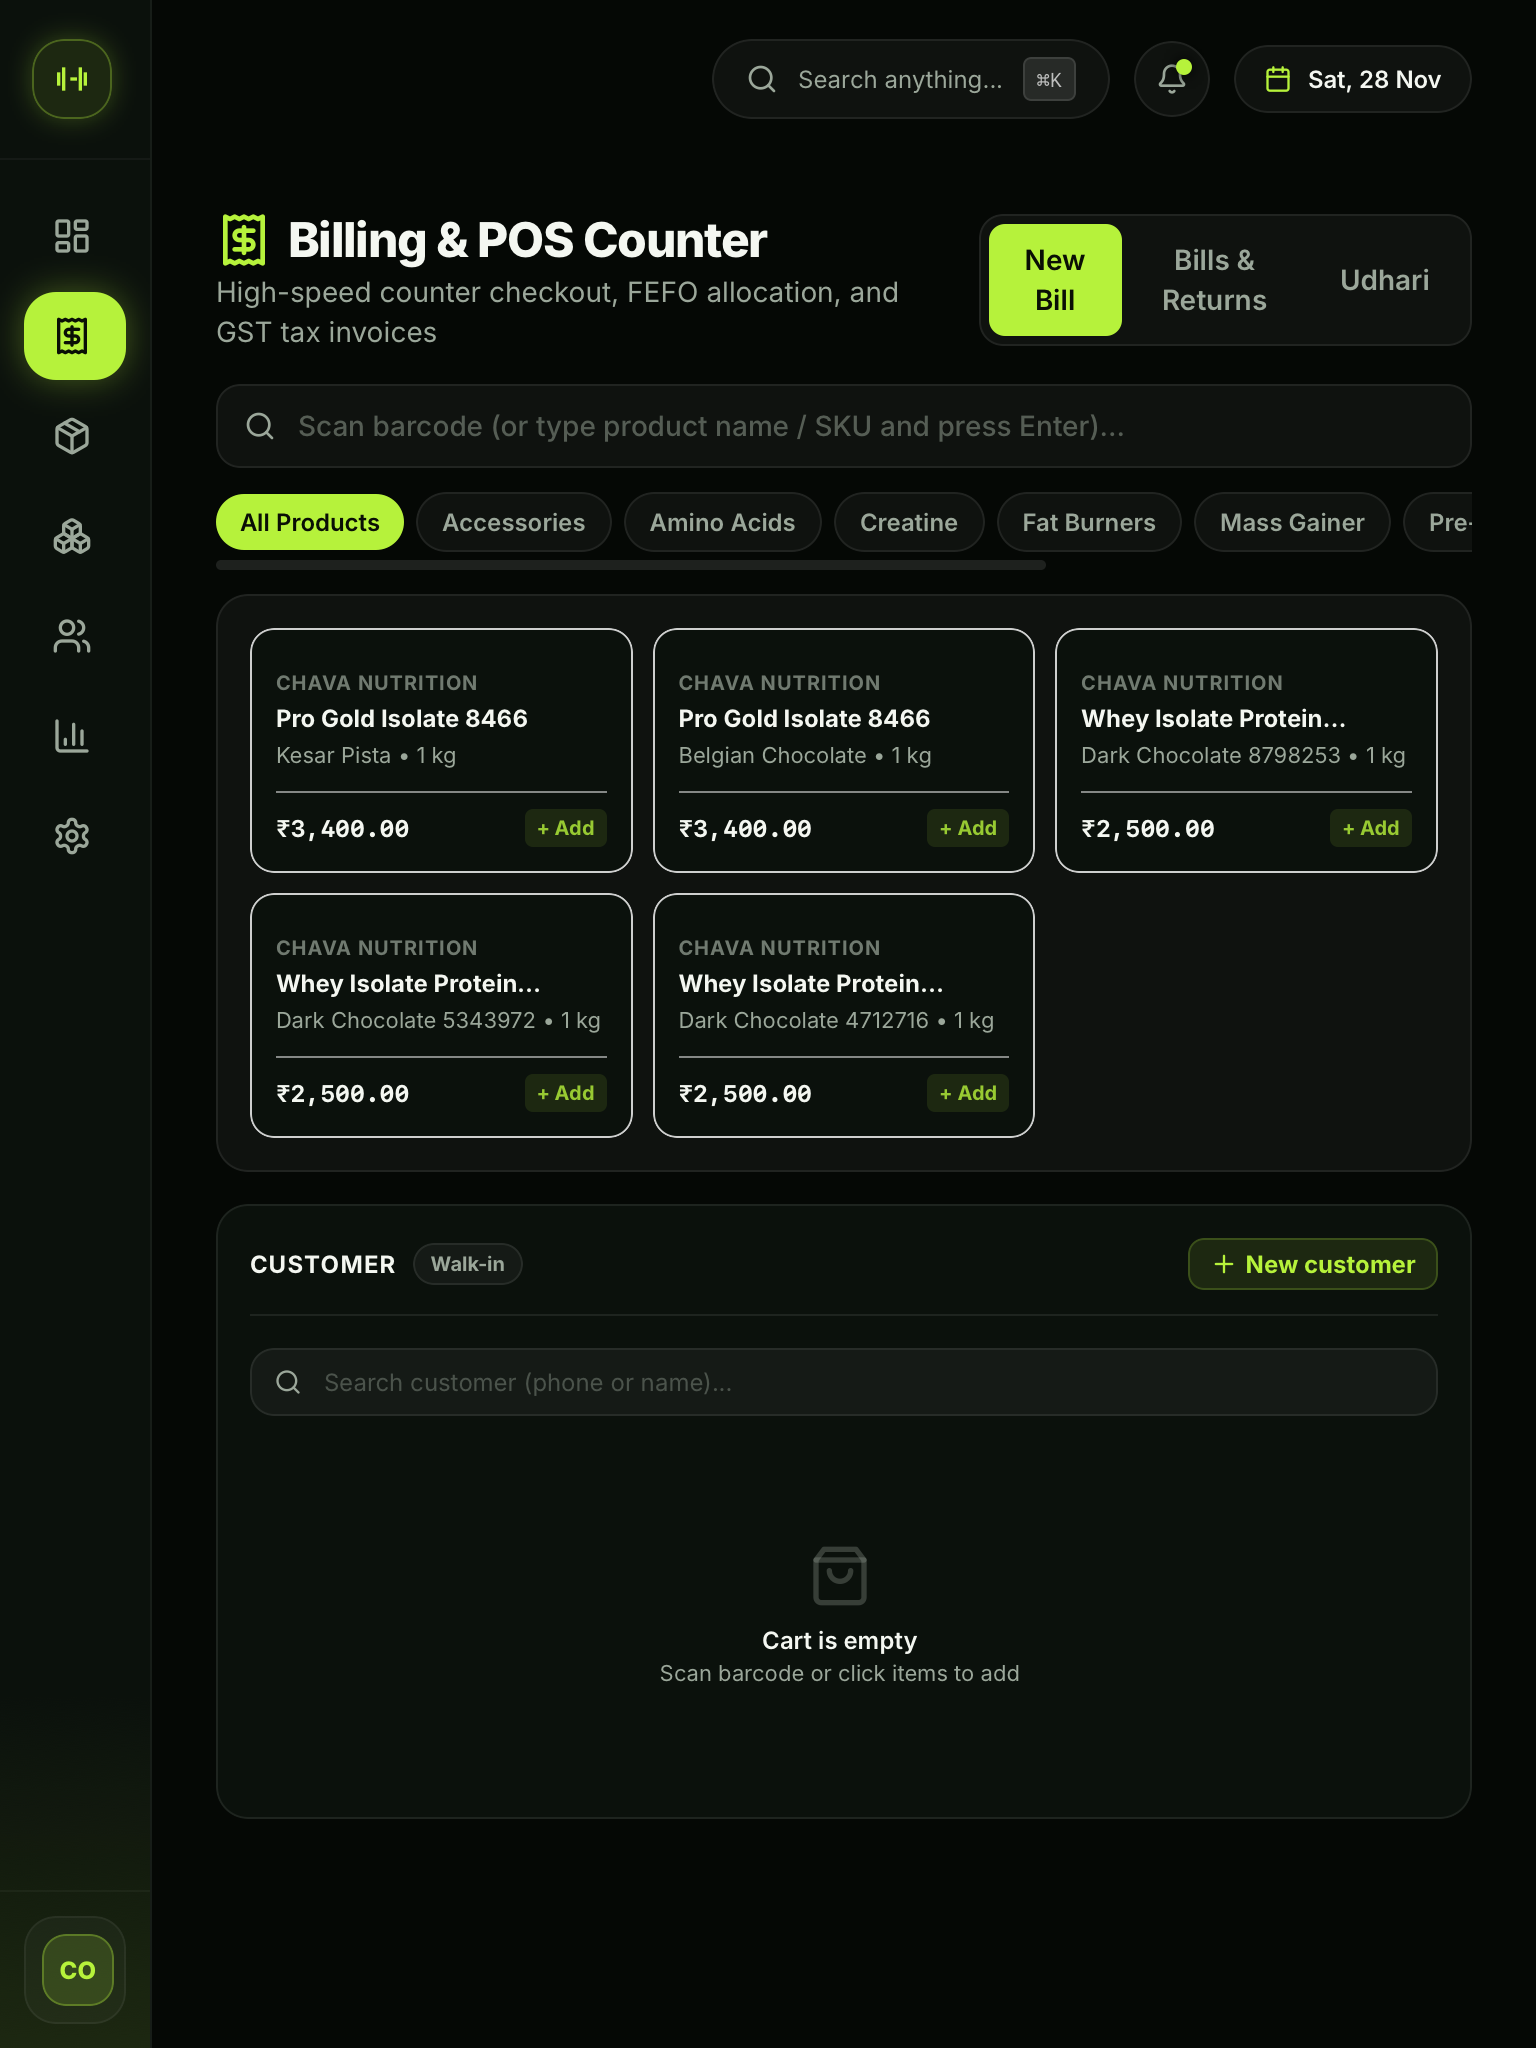 Search anything...
⌘K
Sat, 28 Nov
Billing & POS Counter
High-speed counter checkout, FEFO allocation, and
GST tax invoices
New
Bill
Bills &
Returns
Udhari
Scan barcode (or type product name / SKU and press Enter)...
All Products
Accessories
Amino Acids
Creatine
Fat Burners
Mass Gainer
Pre-
CHAVA NUTRITION
Pro Gold Isolate 8466
Kesar Pista • 1 kg
₹3,400.00
+ Add
CHAVA NUTRITION
Pro Gold Isolate 8466
Belgian Chocolate • 1 kg
₹3,400.00
+ Add
CHAVA NUTRITION
Whey Isolate Protein...
Dark Chocolate 8798253 • 1 kg
₹2,500.00
+ Add
CHAVA NUTRITION
Whey Isolate Protein...
Dark Chocolate 5343972 • 1 kg
₹2,500.00
+ Add
CHAVA NUTRITION
Whey Isolate Protein...
Dark Chocolate 4712716 • 1 kg
₹2,500.00
+ Add
CUSTOMER
Walk-in
+ New customer
Search customer (phone or name)...
Cart is empty
Scan barcode or click items to add
CO